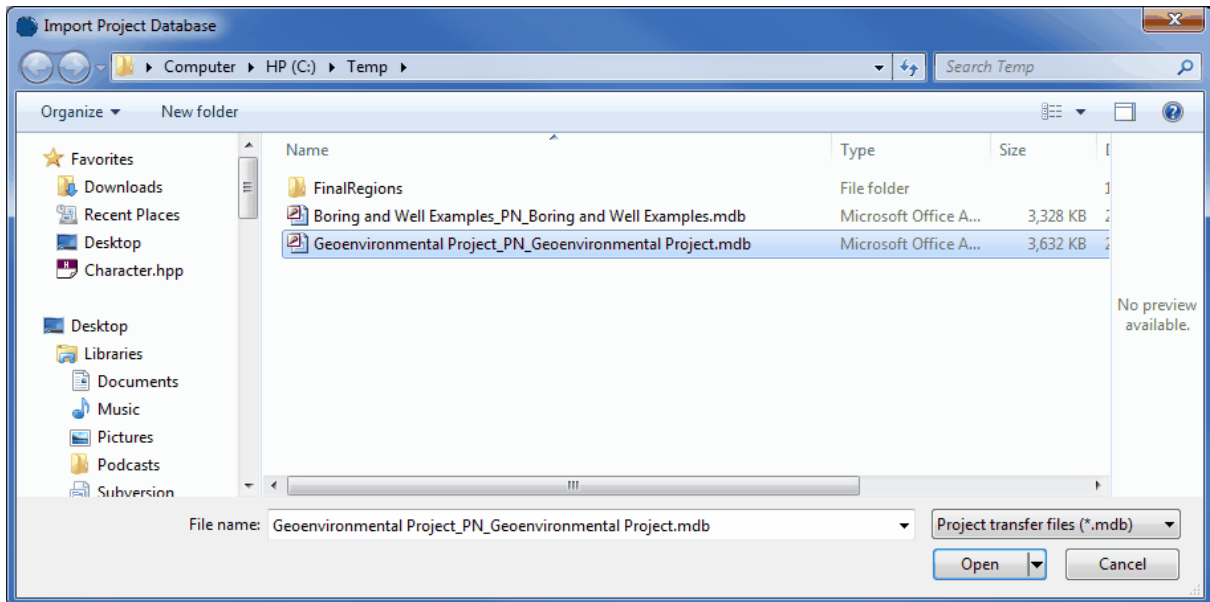 Import Project Database
Computer HP (C:) Temp
Search Temp
Organize New folder
Favorites
Downloads
Recent Places
Desktop
Character.hpp
Desktop
Libraries
Documents
Music
Pictures
Podcasts
Subversion
Name Type Size
FinalRegions File folder
Boring and Well Examples_PN_Boring and Well Examples.mdb Microsoft Office A... 3,328 KB
Geoenvironmental Project_PN_Geoenvironmental Project.mdb Microsoft Office A... 3,632 KB
No preview
available.
File name: Geoenvironmental Project_PN_Geoenvironmental Project.mdb Project transfer files (*.mdb)
Open Cancel